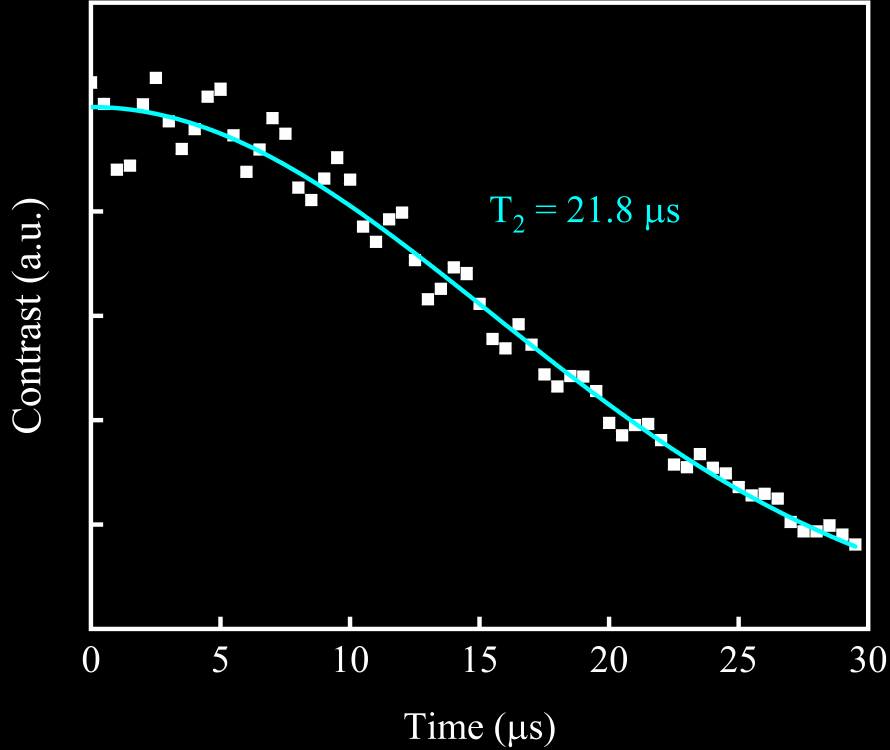 T₂ = 21.8 μs
Contrast (a.u.)
0 5 10 15 20 25 30
Time (μs)